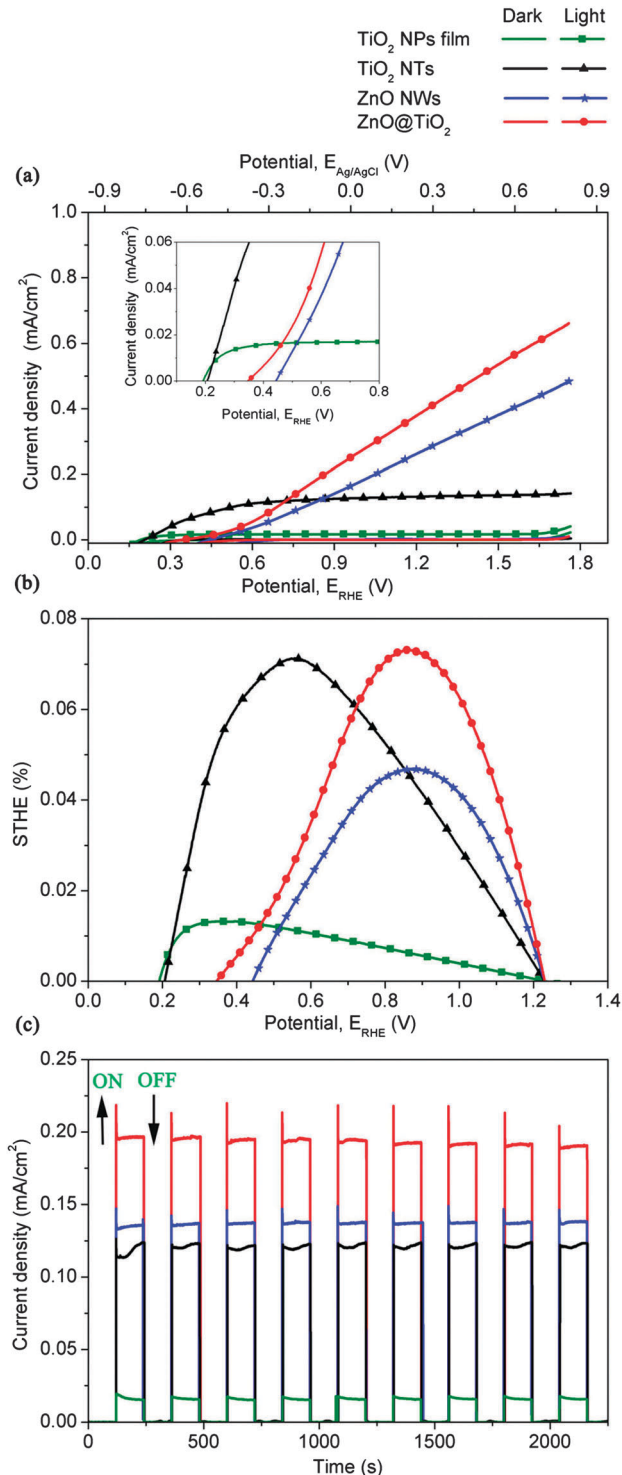 Dark Light
TiO2 NPs film
TiO2 NTs
ZnO NWs
ZnO@TiO2
Potential, EAg/AgCl (V)
(a)
-0.9 -0.6 -0.3 0.0 0.3 0.6 0.9
1.0
0.8
0.6
0.4
0.2
0.0
Current density (mA/cm2)
0.06
0.04
0.02
0.00
Current density (mA/cm2)
0.2 0.4 0.6 0.8
Potential, ERHE (V)
0.0 0.3 0.6 0.9 1.2 1.5 1.8
Potential, ERHE (V)
(b)
0.08
0.06
0.04
0.02
0.00
STHE (%)
0.0 0.2 0.4 0.6 0.8 1.0 1.2 1.4
Potential, ERHE (V)
(c)
0.25
0.20
0.15
0.10
0.05
0.00
Current density (mA/cm2)
ON OFF
0 500 1000 1500 2000
Time (s)